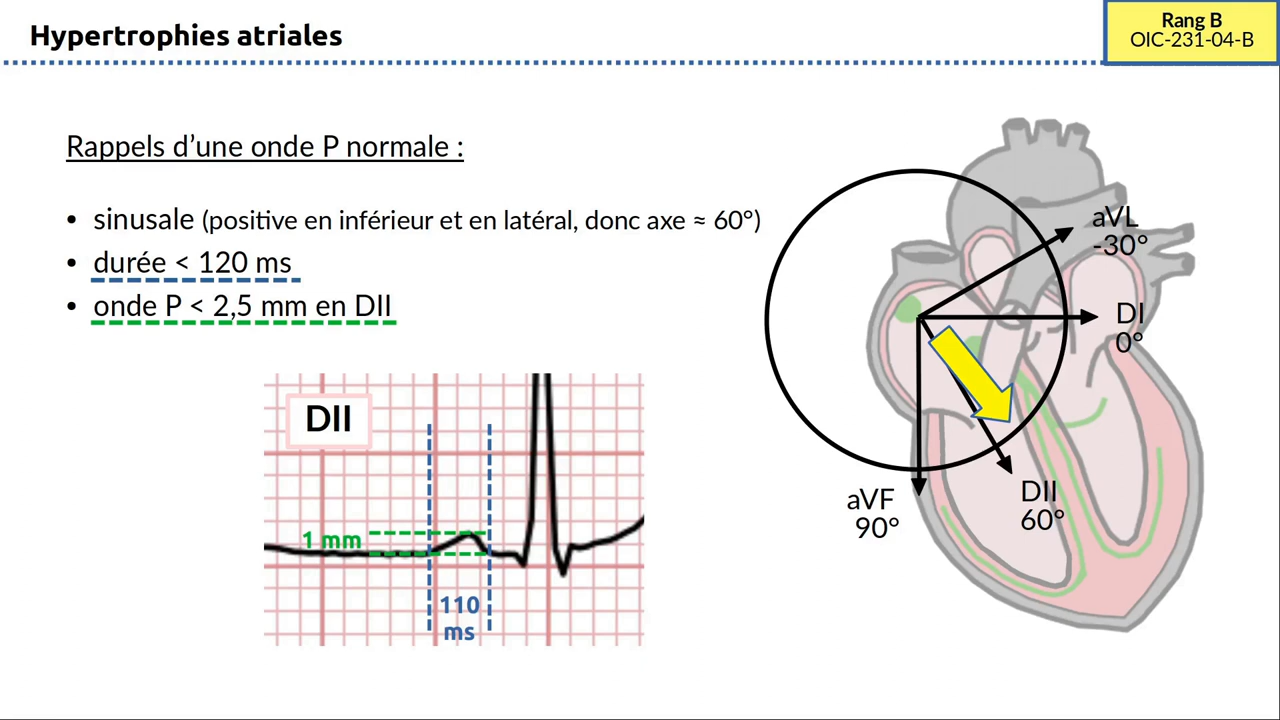 Hypertrophies atriales
Rang B
OIC-231-04-B
Rappels d’une onde P normale :
• sinusale (positive en inférieur et en latéral, donc axe ≈ 60°)
• durée < 120 ms
• onde P < 2,5 mm en DII
DII
1 mm
110
ms
aVL
-30°
DI
0°
DII
60°
aVF
90°